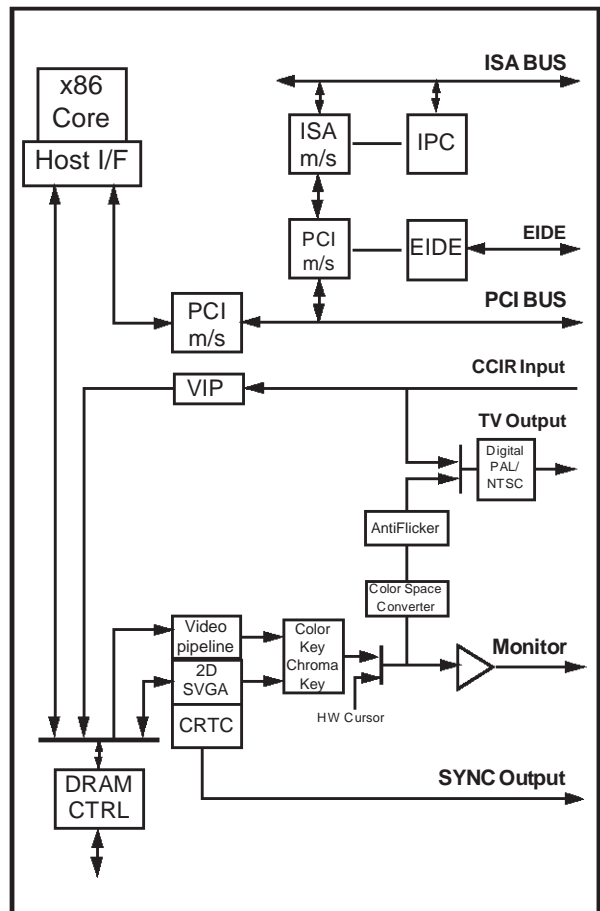 ISA BUS
x86
Core
Host I/F
ISA
m/s
IPC
PCI
m/s
EIDE
EIDE
PCI
m/s
PCI BUS
CCIR Input
VIP
TV Output
Digital
PAL/
NTSC
AntiFlicker
Color Space
Converter
Video
pipeline
Color
Key
Chroma
Key
Monitor
2D
SVGA
HW Cursor
CRTC
SYNC Output
DRAM
CTRL